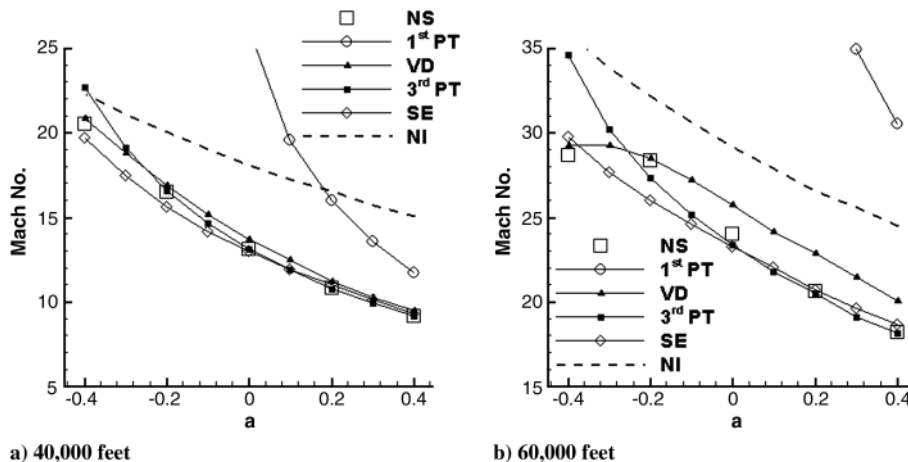 NS
1st PT
VD
3rd PT
SE
NI
25
20
15
10
5
Mach No.
-0.4 -0.2 0 0.2 0.4
a
a) 40,000 feet
35
30
25
20
15
Mach No.
NS
1st PT
VD
3rd PT
SE
NI
-0.4 -0.2 0 0.2 0.4
a
b) 60,000 feet